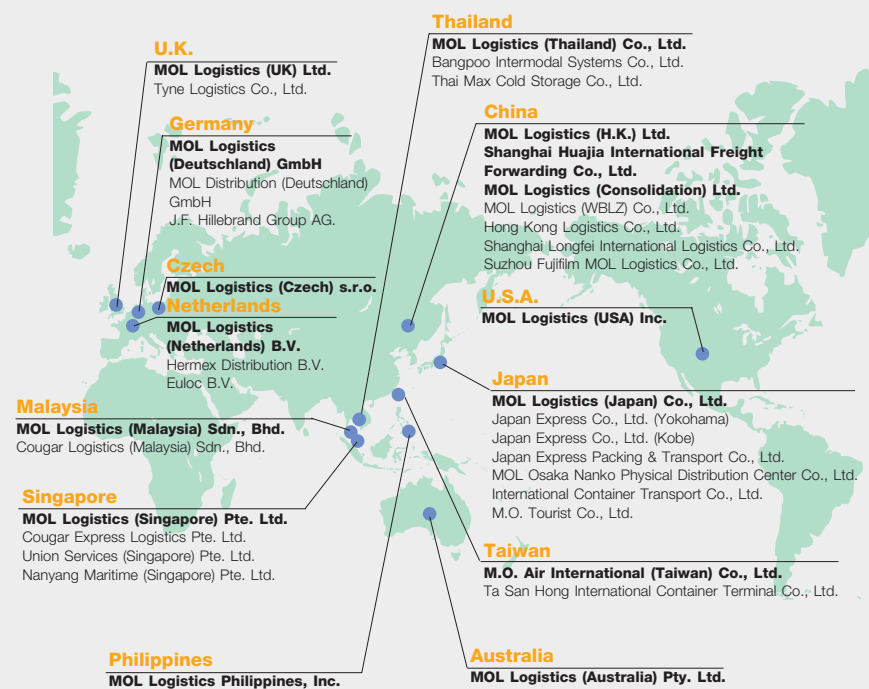 Thailand
MOL Logistics (Thailand) Co., Ltd.
Bangpoo Intermodal Systems Co., Ltd.
Thai Max Cold Storage Co., Ltd.
U.K.
MOL Logistics (UK) Ltd.
Tyne Logistics Co., Ltd.
Germany
MOL Logistics
(Deutschland) GmbH
MOL Distribution (Deutschland)
GmbH
J.F. Hillebrand Group AG.
China
MOL Logistics (H.K.) Ltd.
Shanghai Huajia International Freight
Forwarding Co., Ltd.
MOL Logistics (Consolidation) Ltd.
MOL Logistics (WBLZ) Co., Ltd.
Hong Kong Logistics Co., Ltd.
Shanghai Longfei International Logistics Co., Ltd.
Suzhou Fujifilm MOL Logistics Co., Ltd.
Czech
MOL Logistics (Czech) s.r.o.
Netherlands
MOL Logistics
(Netherlands) B.V.
Hermex Distribution B.V.
Euloc B.V.
U.S.A.
MOL Logistics (USA) Inc.
Japan
MOL Logistics (Japan) Co., Ltd.
Japan Express Co., Ltd. (Yokohama)
Japan Express Co., Ltd. (Kobe)
Japan Express Packing & Transport Co., Ltd.
MOL Osaka Nanko Physical Distribution Center Co., Ltd.
International Container Transport Co., Ltd.
M.O. Tourist Co., Ltd.
Malaysia
MOL Logistics (Malaysia) Sdn., Bhd.
Cougar Logistics (Malaysia) Sdn., Bhd.
Singapore
MOL Logistics (Singapore) Pte. Ltd.
Cougar Express Logistics Pte. Ltd.
Union Services (Singapore) Pte. Ltd.
Nanyang Maritime (Singapore) Pte. Ltd.
Taiwan
M.O. Air International (Taiwan) Co., Ltd.
Ta San Hong International Container Terminal Co., Ltd.
Philippines
MOL Logistics Philippines, Inc.
Australia
MOL Logistics (Australia) Pty. Ltd.